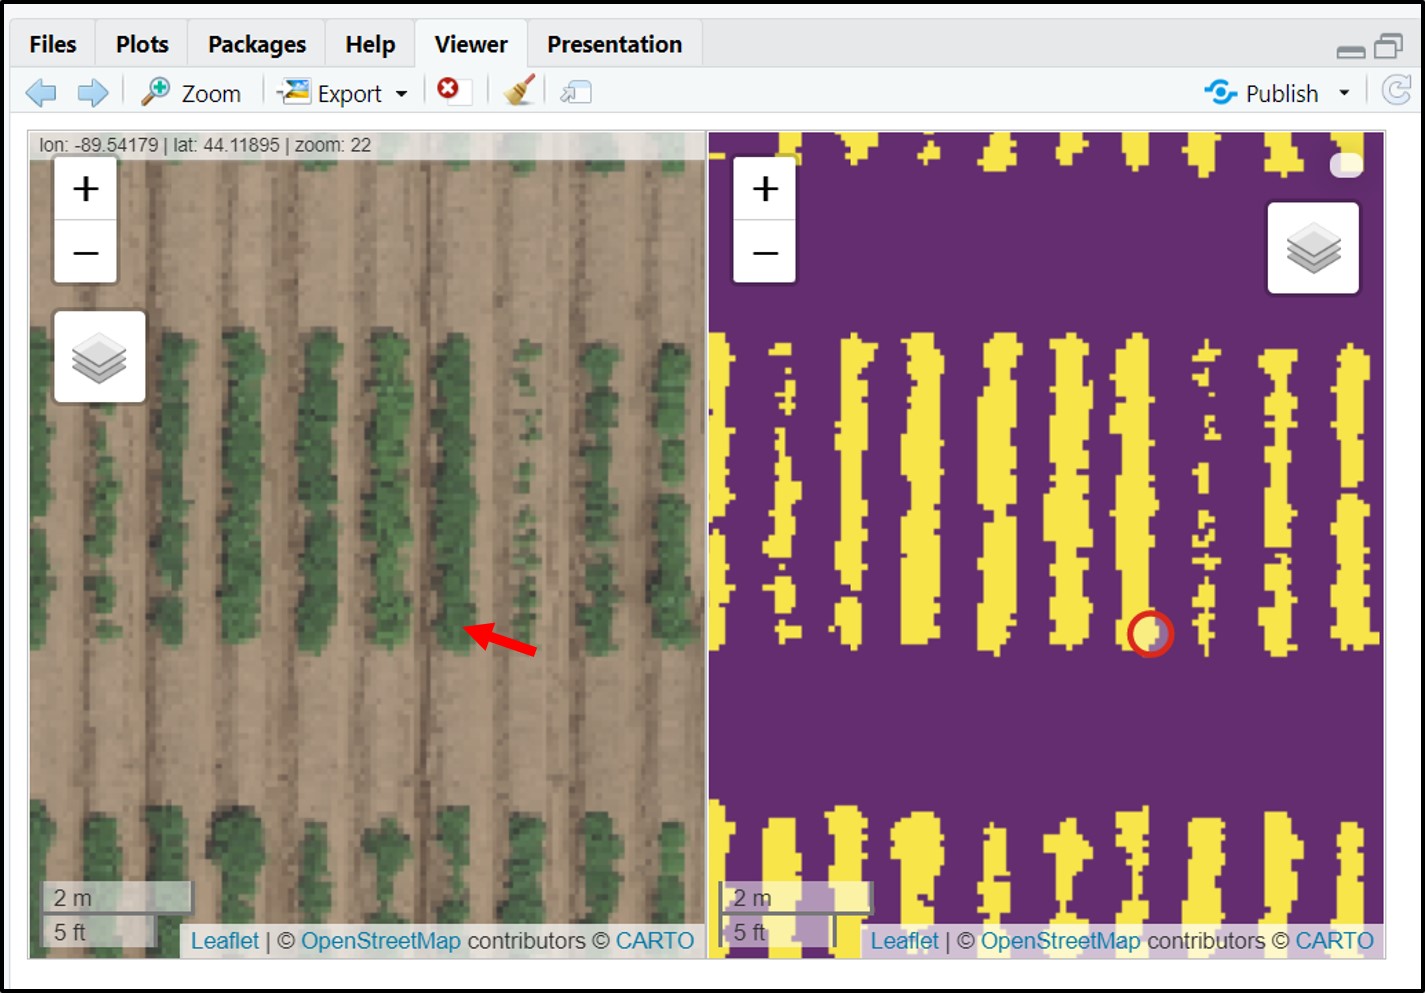 Files Plots Packages Help Viewer Presentation
Zoom Export Publish
lon: -89.54179 | lat: 44.11895 | zoom: 22
+ +
− −
2 m 2 m
5 ft 5 ft
Leaflet | © OpenStreetMap contributors © CARTO Leaflet | © OpenStreetMap contributors © CARTO